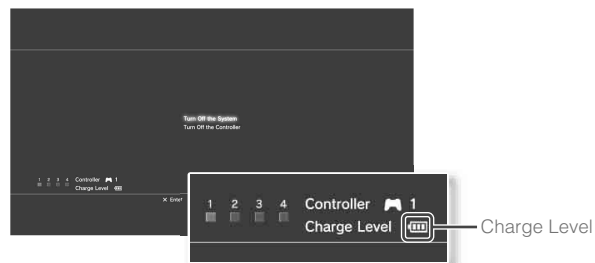 Turn Off the System
Turn Off the Controller
1 2 3 4 Controller 1
Charge Level
Enter
1 2 3 4 Controller 1
Charge Level
Charge Level